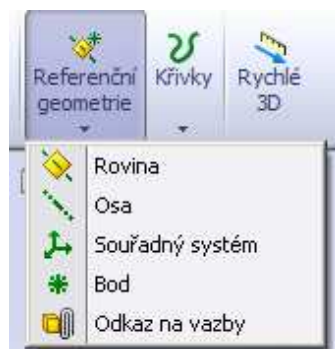 Referenční
geometrie
Křivky
Rychlé
3D
Rovina
Osa
Souřadný systém
Bod
Odkaz na vazby